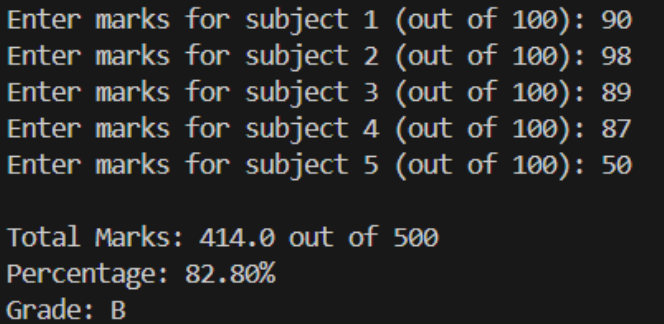 Enter marks for subject 1 (out of 100): 90
Enter marks for subject 2 (out of 100): 98
Enter marks for subject 3 (out of 100): 89
Enter marks for subject 4 (out of 100): 87
Enter marks for subject 5 (out of 100): 50

Total Marks: 414.0 out of 500
Percentage: 82.80%
Grade: B